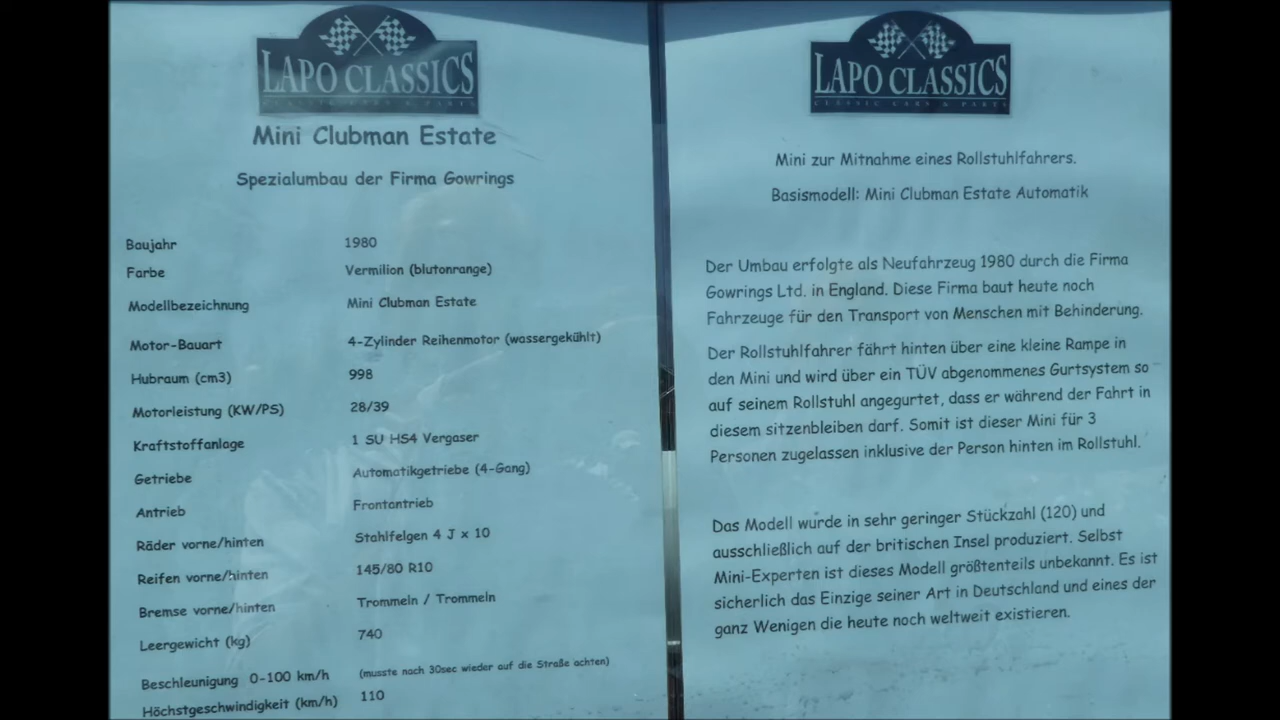 LAPO CLASSICS
CLASSIC CARS & PARTS
Mini Clubman Estate
Spezialumbau der Firma Gowrings
Baujahr 1980
Farbe Vermilion (blutonrange)
Modellbezeichnung Mini Clubman Estate
Motor-Bauart 4-Zylinder Reihenmotor (wassergekühlt)
Hubraum (cm3) 998
Motorleistung (KW/PS) 28/39
Kraftstoffanlage 1 SU HS4 Vergaser
Getriebe Automatikgetriebe (4-Gang)
Antrieb Frontantrieb
Räder vorne/hinten Stahlfelgen 4 J x 10
Reifen vorne/hinten 145/80 R10
Bremse vorne/hinten Trommeln / Trommeln
Leergewicht (kg) 740
Beschleunigung 0-100 km/h (musste nach 30sec wieder auf die Straße achten)
Höchstgeschwindigkeit (km/h) 110
LAPO CLASSICS
CLASSIC CARS & PARTS
Mini zur Mitnahme eines Rollstuhlfahrers.
Basismodell: Mini Clubman Estate Automatik
Der Umbau erfolgte als Neufahrzeug 1980 durch die Firma
Gowrings Ltd. in England. Diese Firma baut heute noch
Fahrzeuge für den Transport von Menschen mit Behinderung.
Der Rollstuhlfahrer fährt hinten über eine kleine Rampe in
den Mini und wird über ein TÜV abgenommenes Gurtsystem so
auf seinem Rollstuhl angegurtet, dass er während der Fahrt in
diesem sitzenbleiben darf. Somit ist dieser Mini für 3
Personen zugelassen inklusive der Person hinten im Rollstuhl.
Das Modell wurde in sehr geringer Stückzahl (120) und
ausschließlich auf der britischen Insel produziert. Selbst
Mini-Experten ist dieses Modell größtenteils unbekannt. Es ist
sicherlich das Einzige seiner Art in Deutschland und eines der
ganz Wenigen die heute noch weltweit existieren.